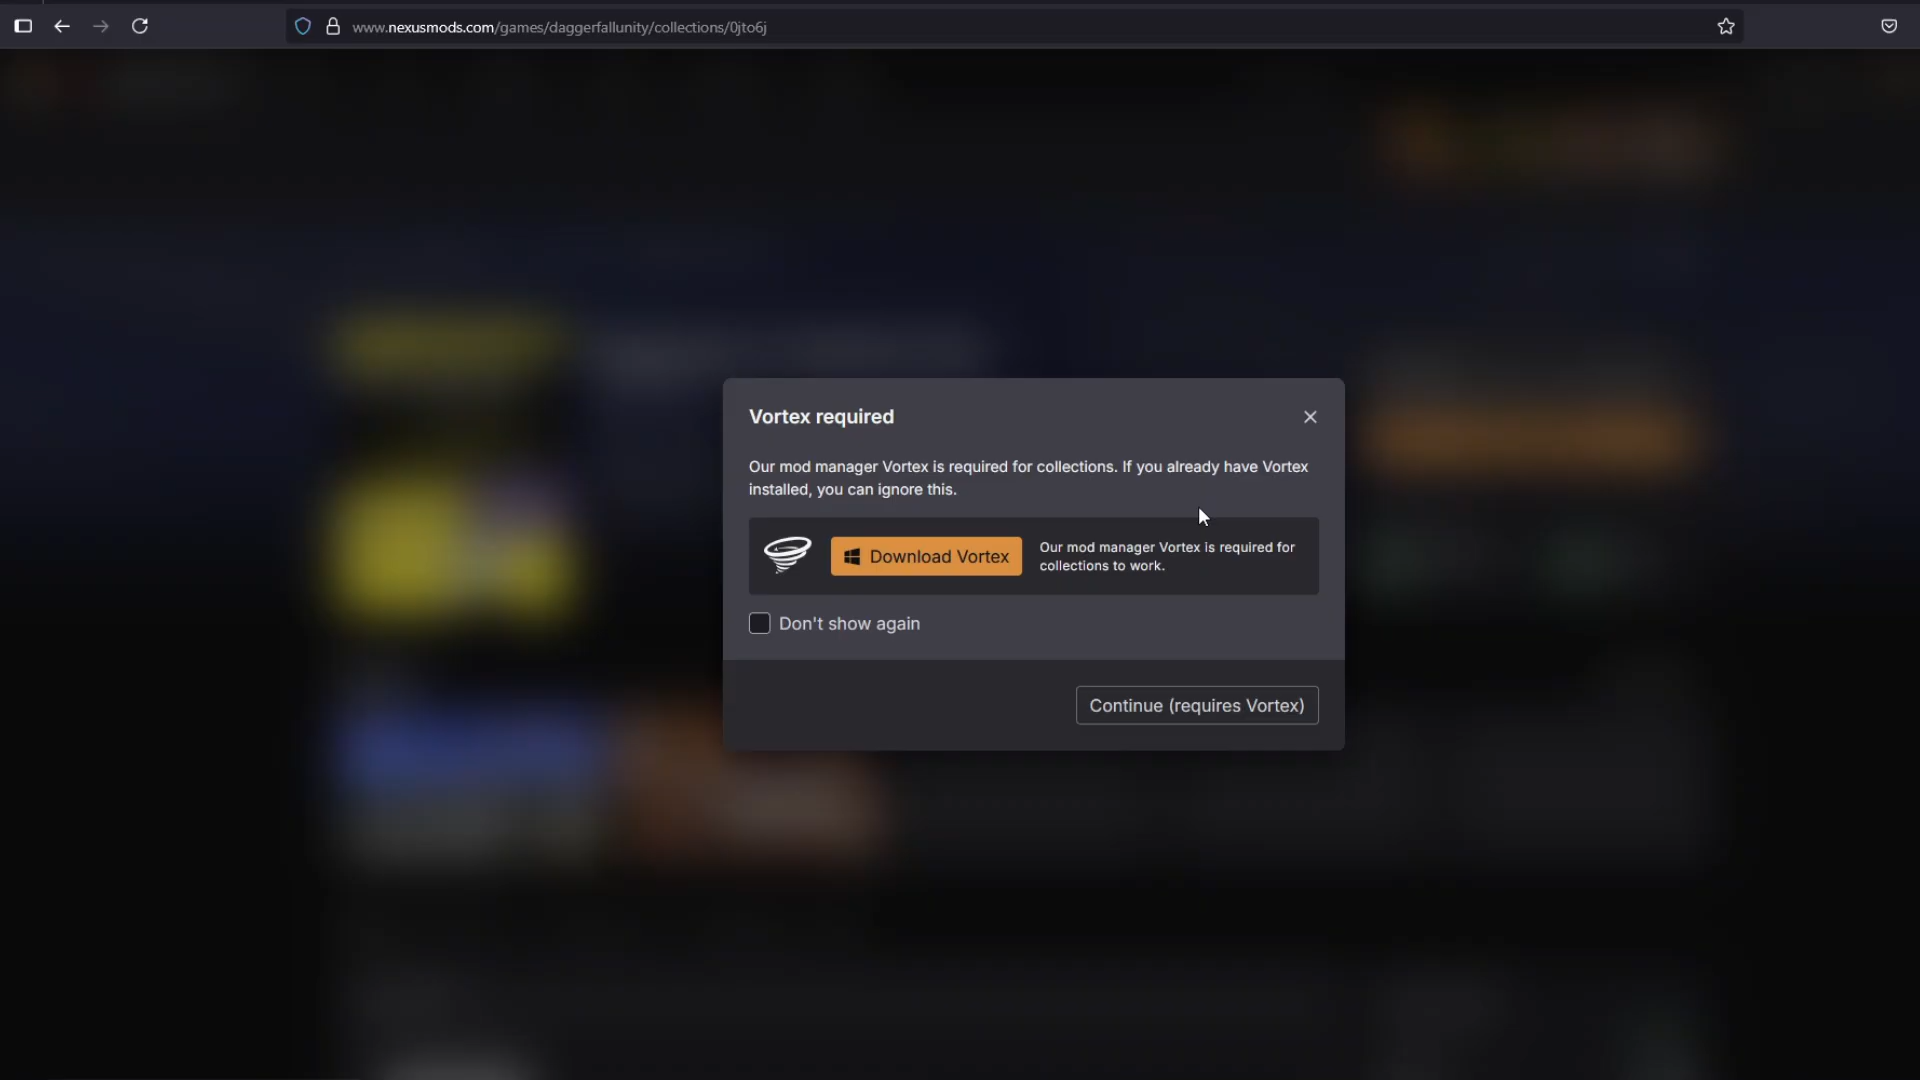 www.nexusmods.com/games/daggerfallunity/collections/0jto6j
Vortex required
Our mod manager Vortex is required for collections. If you already have Vortex
installed, you can ignore this.
Download Vortex
Our mod manager Vortex is required for
collections to work.
Don't show again
Continue (requires Vortex)